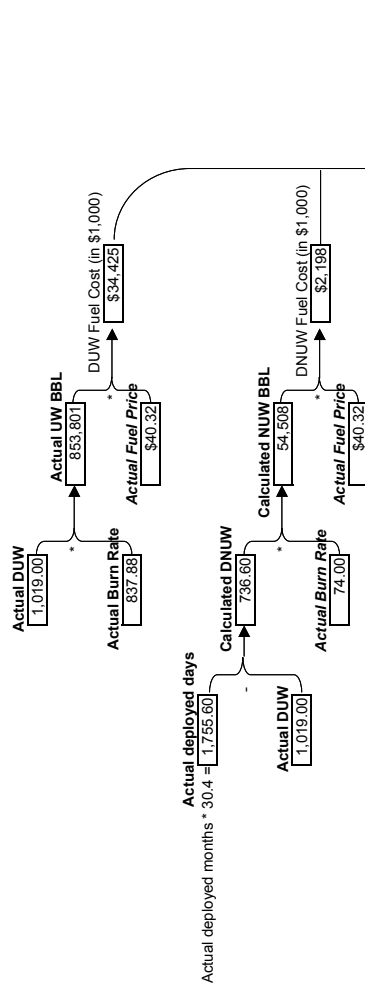 Actual DUW
1,019.00
*
Actual Burn Rate
837.88
Actual UW BBL
853,801
*
Actual Fuel Price
$40.32
DUW Fuel Cost (in $1,000)
$34,425
Actual deployed days
Actual deployed months * 30.4 = 1,755.60
-
Actual DUW
1,019.00
Calculated DNUW
736.60
*
Actual Burn Rate
74.00
Calculated NUW BBL
54,508
*
Actual Fuel Price
$40.32
DNUW Fuel Cost (in $1,000)
$2,198